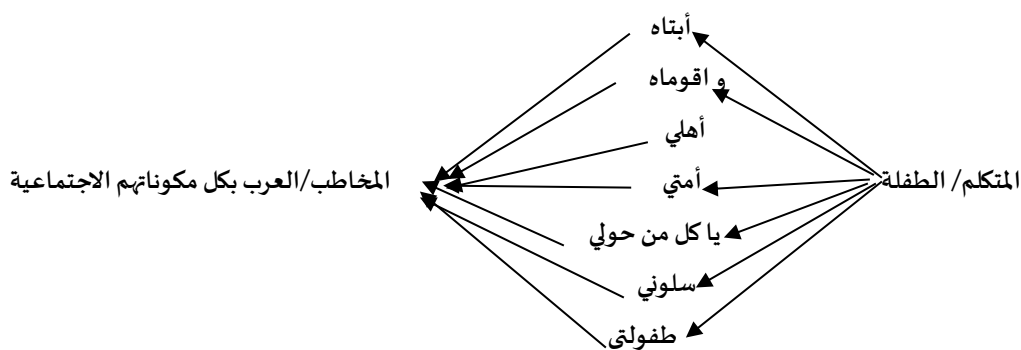 أبتاه
و اقوماه
أهلي
المتكلم/ الطفلة أمتي المخاطب/العرب بكل مكوناتهم الاجتماعية
يا كل من حولي
سلوني
طفولتي